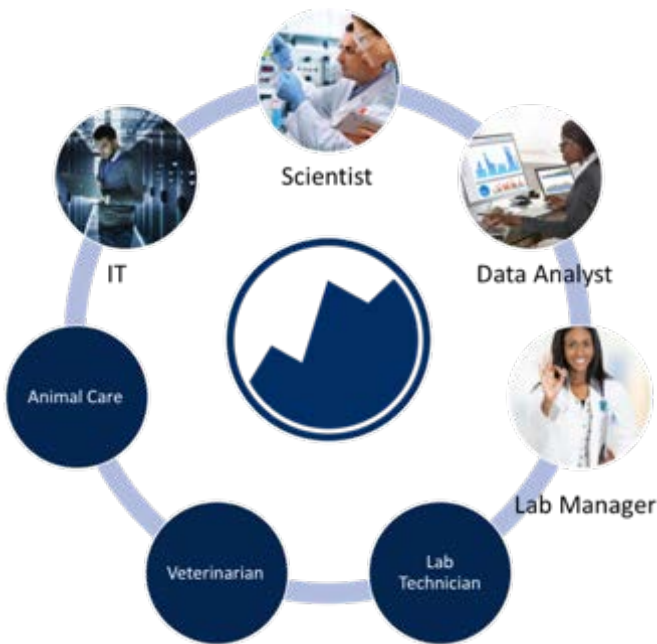 Scientist
IT
Data Analyst
Animal Care
Lab Manager
Veterinarian
Lab
Technician